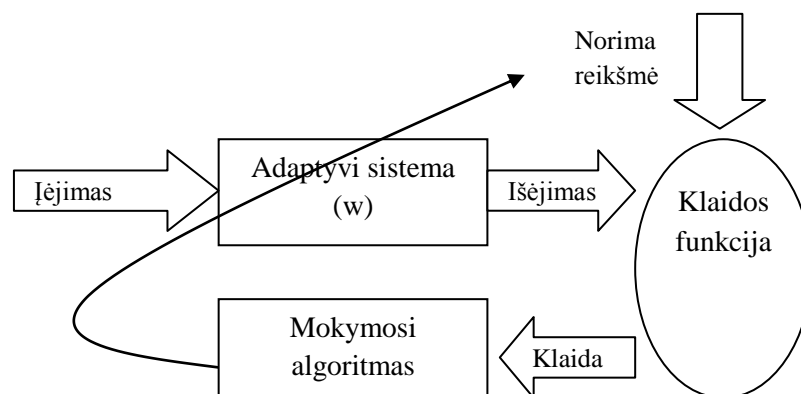 Norima
reikšmė
Adaptyvi sistema
(w)
Įėjimas
Išėjimas
Klaidos
funkcija
Mokymosi
algoritmas
Klaida